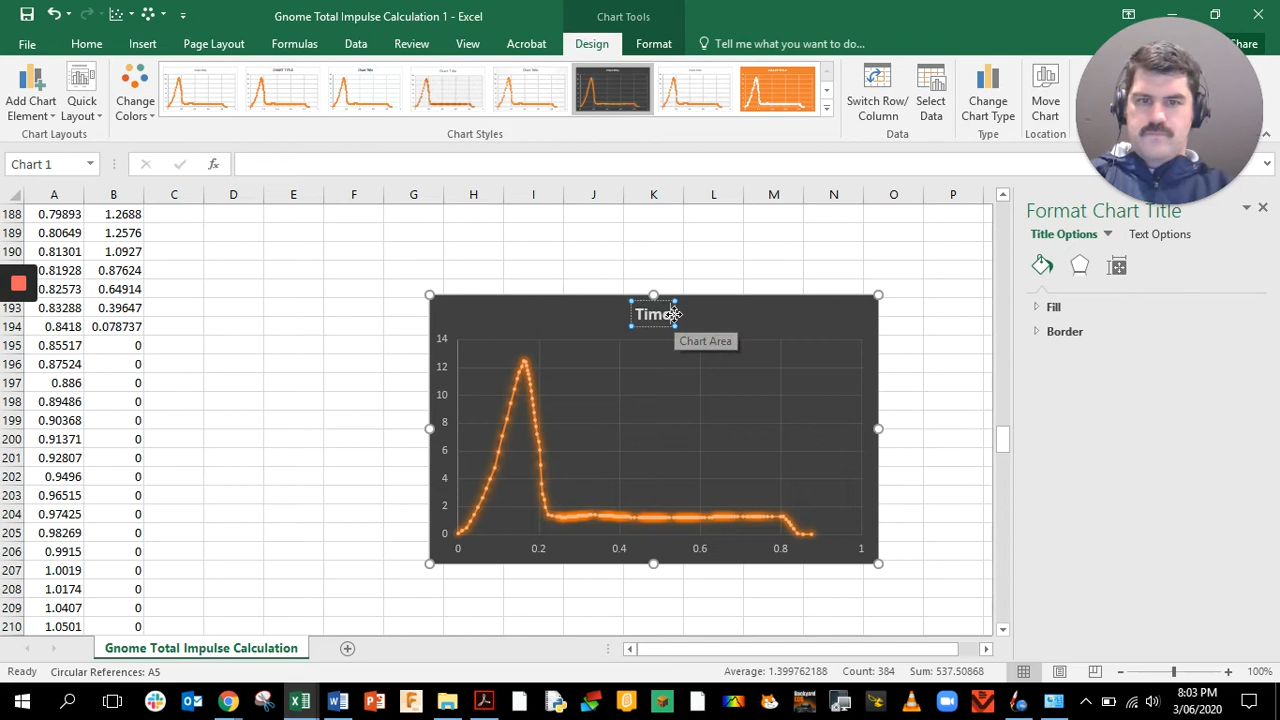 Gnome Total Impulse Calculation 1 - Excel
Chart Tools
File Home Insert Page Layout Formulas Data Review View Acrobat Design Format Tell me what you want to do... Share
Add Chart Element
Quick Layout
Change Colors
Switch Row/ Column
Select Data
Change Chart Type
Move Chart
Chart Layouts Chart Styles Data Type Location
Chart 1
fx
A B C D E F G H I J K L M N O P
188 0.79893 1.2688
189 0.80649 1.2576
190 0.81301 1.0927
0.81928 0.87624
0.82573 0.64914
193 0.83288 0.39647
194 0.8418 0.078737
195 0.85517 0
196 0.87524 0
197 0.886 0
198 0.89486 0
199 0.90368 0
200 0.91371 0
201 0.92807 0
202 0.9496 0
203 0.96515 0
204 0.97425 0
205 0.98269 0
206 0.9915 0
207 1.0019 0
208 1.0174 0
209 1.0407 0
210 1.0501 0
Time
Chart Area
14
12
10
8
6
4
2
0
0 0.2 0.4 0.6 0.8 1
Format Chart Title
Title Options Text Options
Fill
Border
Gnome Total Impulse Calculation
Ready Circular References: A5 Average: 1.399762188 Count: 384 Sum: 537.50868 100%
8:03 PM
3/06/2020